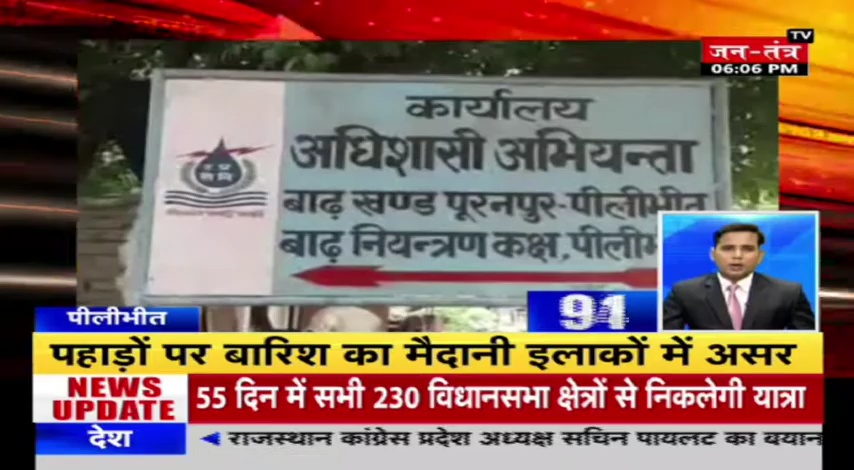 जन-तंत्र TV
06:06 PM
कार्यालय
अधिशासी अभियन्ता
बाढ़ खण्ड पूरनपुर-पीलीभीत
बाढ़ नियन्त्रण कक्ष, पीली
94
पीलीभीत
पहाड़ों पर बारिश का मैदानी इलाकों में असर
NEWS UPDATE
55 दिन में सभी 230 विधानसभा क्षेत्रों से निकलेगी यात्रा
देश
राजस्थान कांग्रेस प्रदेश अध्यक्ष सचिन पायलट का बयान